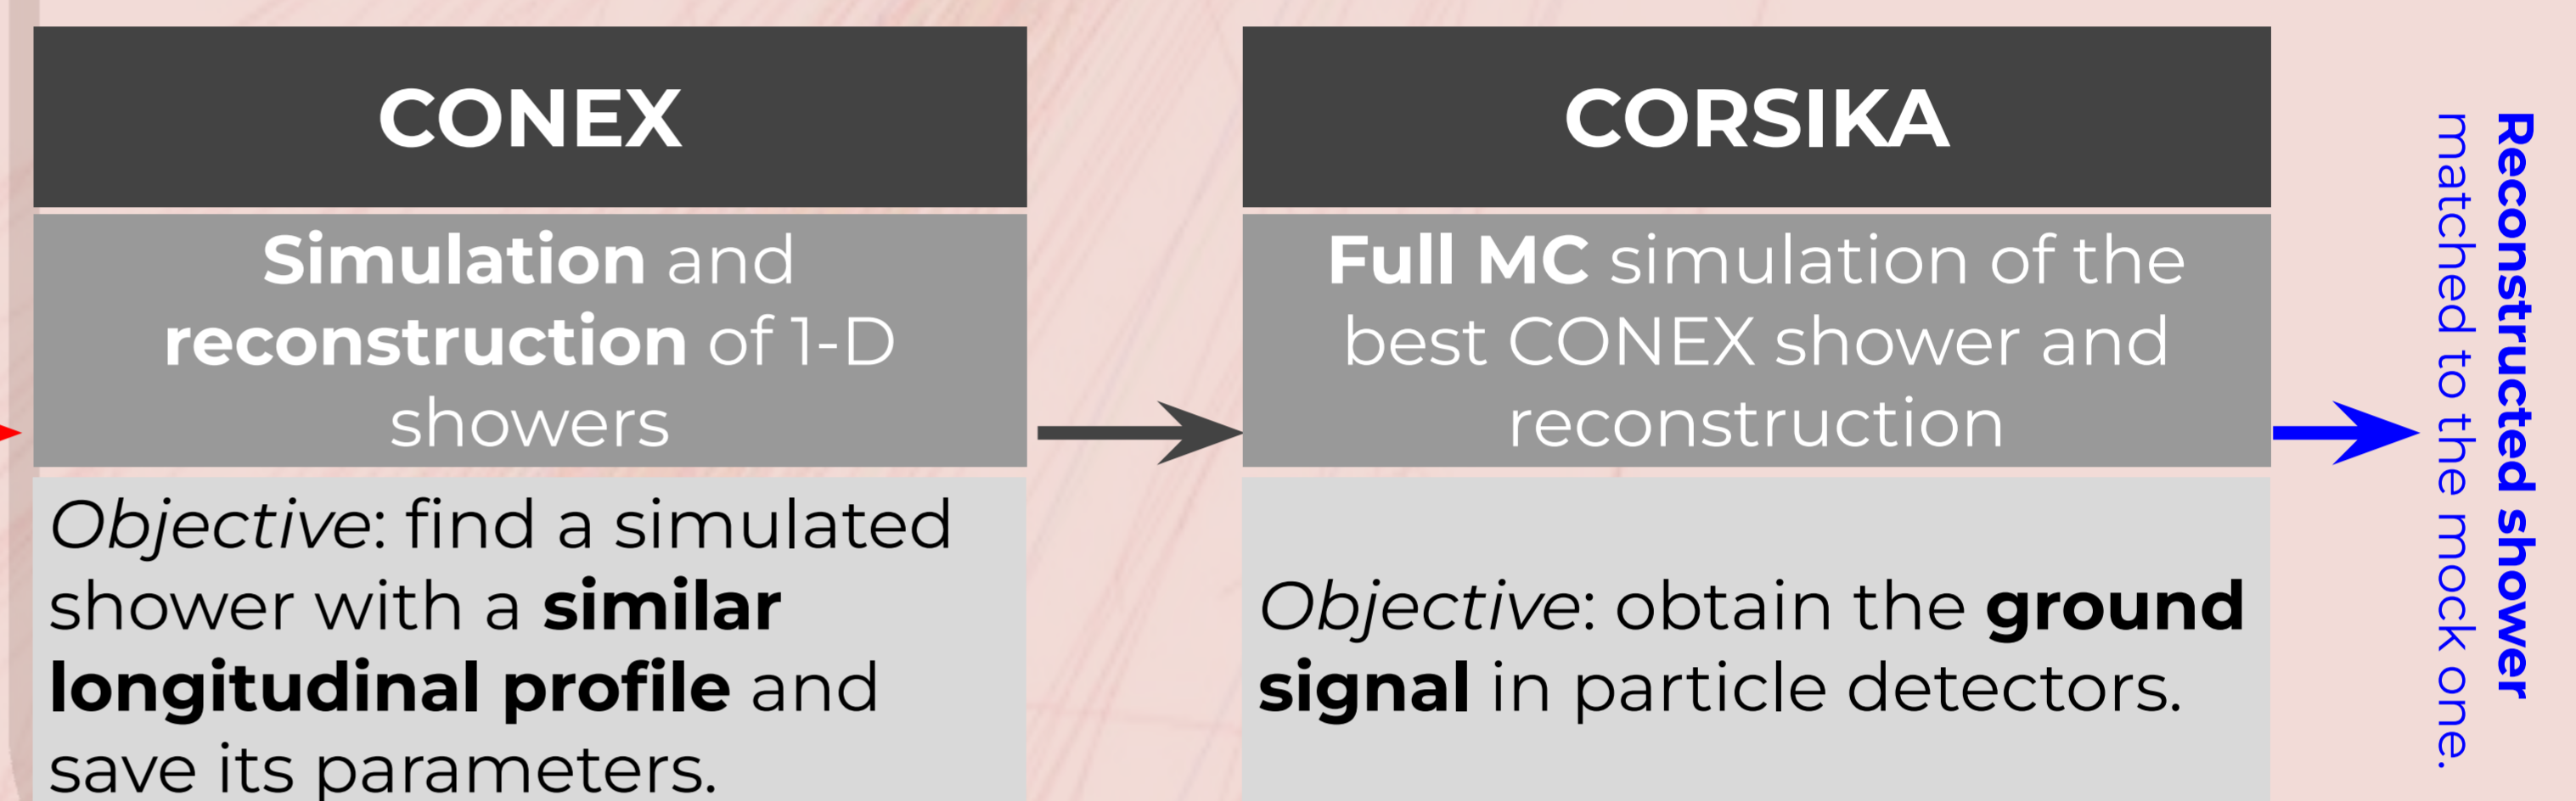 CONEX
Simulation and
reconstruction of 1-D
showers
Objective: find a simulated
shower with a similar
longitudinal profile and
save its parameters.
CORSIKA
Full MC simulation of the
best CONEX shower and
reconstruction
Objective: obtain the ground
signal in particle detectors.
Reconstructed shower
matched to the mock one.